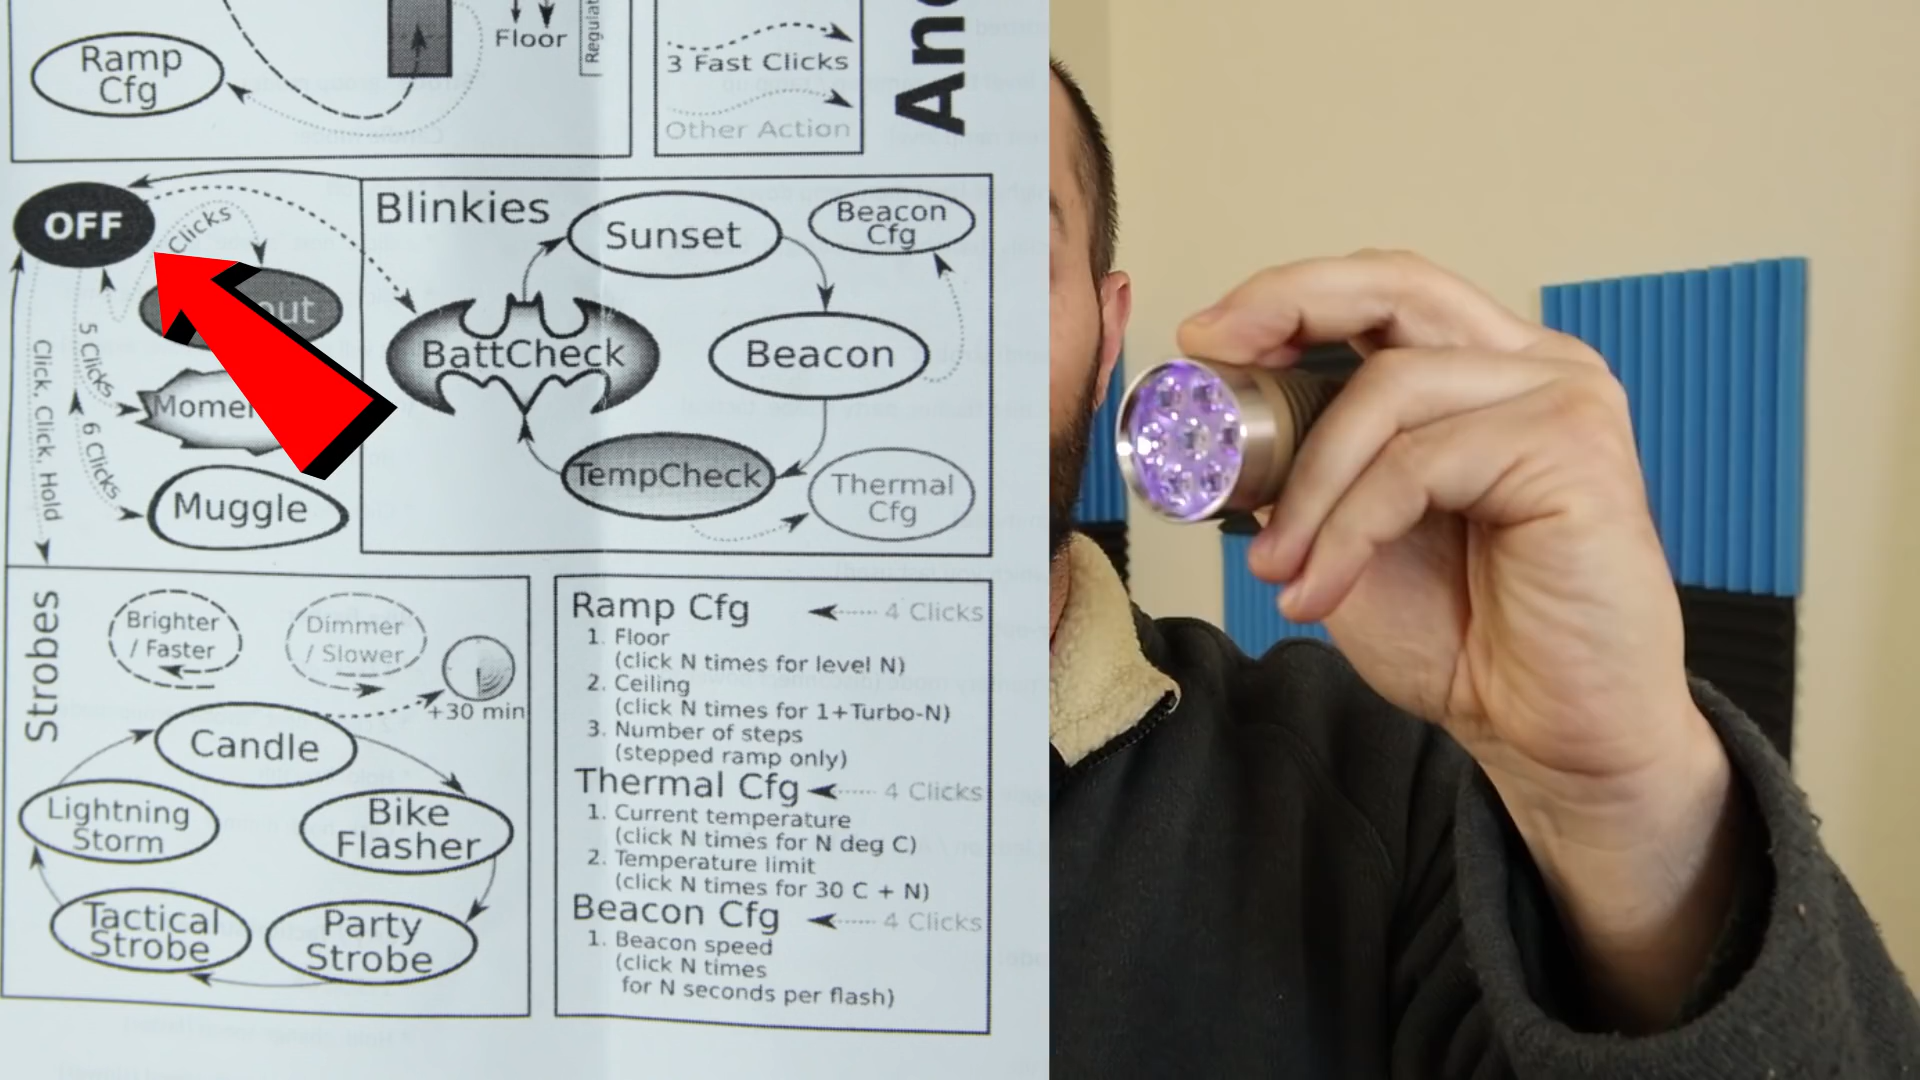 Ramp
Cfg
Floor
3 Fast Clicks
Other Action
OFF
Clicks
5 Clicks
6 Clicks
Click, Click, Hold
Muggle
Blinkies
Sunset
Beacon
Cfg
BattCheck
Beacon
TempCheck
Thermal
Cfg
Strobes
Brighter
/ Faster
Dimmer
/ Slower
+30 min
Candle
Lightning
Storm
Bike
Flasher
Tactical
Strobe
Party
Strobe
Ramp Cfg 4 Clicks
1. Floor
(click N times for level N)
2. Ceiling
(click N times for 1+Turbo-N)
3. Number of steps
(stepped ramp only)
Thermal Cfg 4 Clicks
1. Current temperature
(click N times for N deg C)
2. Temperature limit
(click N times for 30 C + N)
Beacon Cfg 4 Clicks
1. Beacon speed
(click N times
for N seconds per flash)